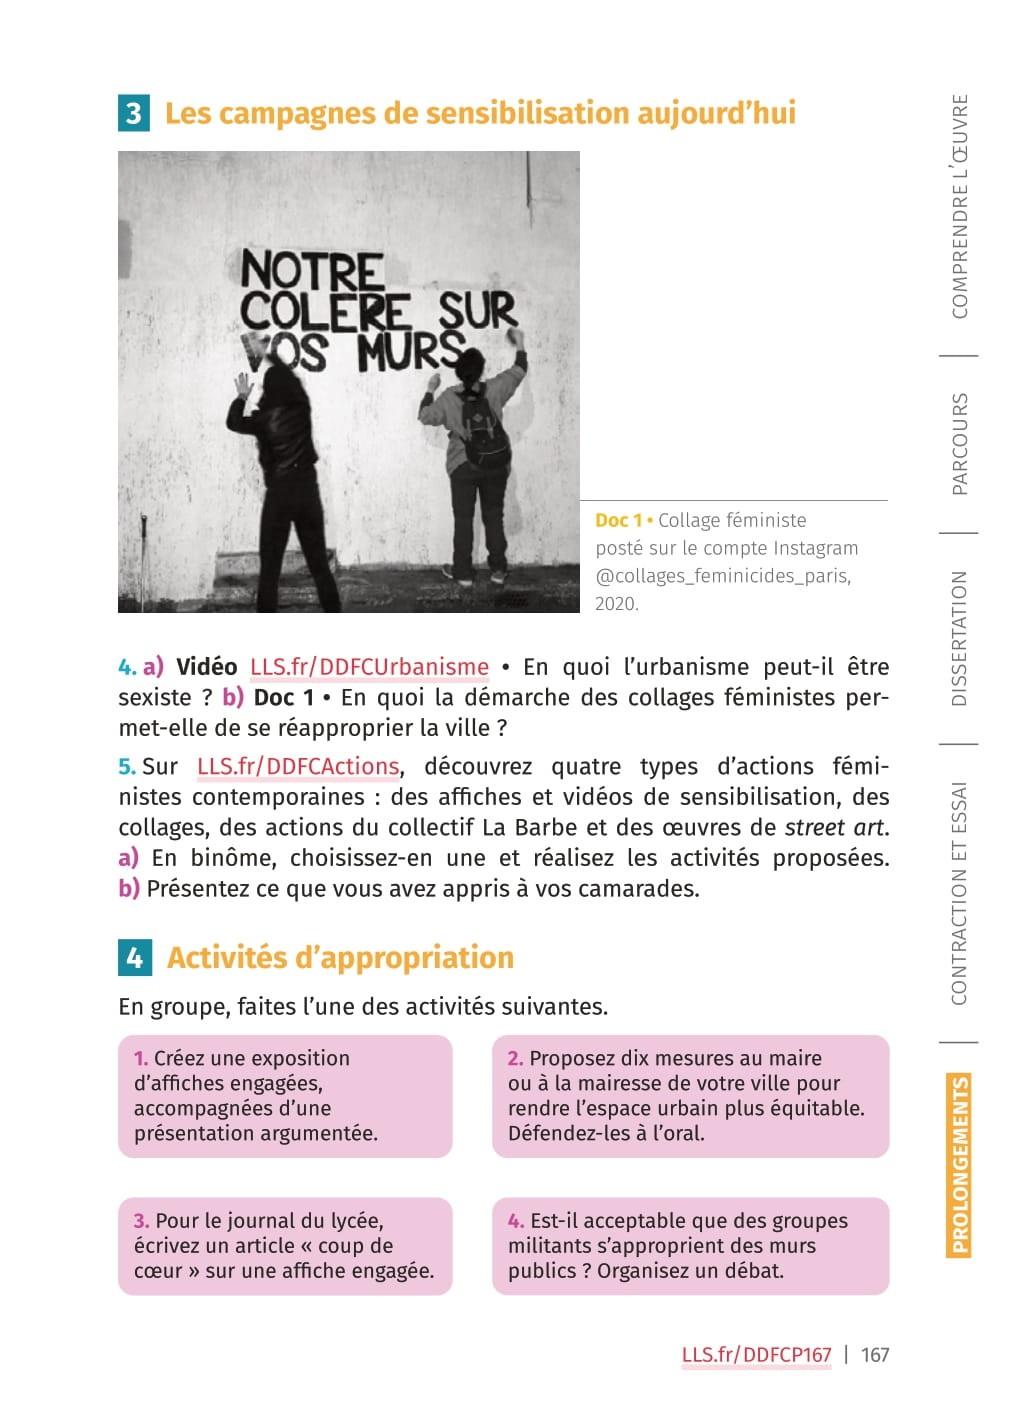 3 Les campagnes de sensibilisation aujourd’hui
NOTRE
COLERE SUR
VOS MURS
Doc 1 • Collage féministe
posté sur le compte Instagram
@collages_feminicides_paris,
2020.
4. a) Vidéo LLS.fr/DDFCUrbanisme • En quoi l’urbanisme peut-il être
sexiste ? b) Doc 1 • En quoi la démarche des collages féministes per-
met-elle de se réapproprier la ville ?
5. Sur LLS.fr/DDFCActions, découvrez quatre types d’actions fémi-
nistes contemporaines : des affiches et vidéos de sensibilisation, des
collages, des actions du collectif La Barbe et des œuvres de street art.
a) En binôme, choisissez-en une et réalisez les activités proposées.
b) Présentez ce que vous avez appris à vos camarades.
4 Activités d’appropriation
En groupe, faites l’une des activités suivantes.
1. Créez une exposition
d’affiches engagées,
accompagnées d’une
présentation argumentée.
2. Proposez dix mesures au maire
ou à la mairesse de votre ville pour
rendre l’espace urbain plus équitable.
Défendez-les à l’oral.
3. Pour le journal du lycée,
écrivez un article « coup de
cœur » sur une affiche engagée.
4. Est-il acceptable que des groupes
militants s’approprient des murs
publics ? Organisez un débat.
LLS.fr/DDFCP167 | 167
COMPRENDRE L’ŒUVRE
PARCOURS
DISSERTATION
CONTRACTION ET ESSAI
PROLONGEMENTS